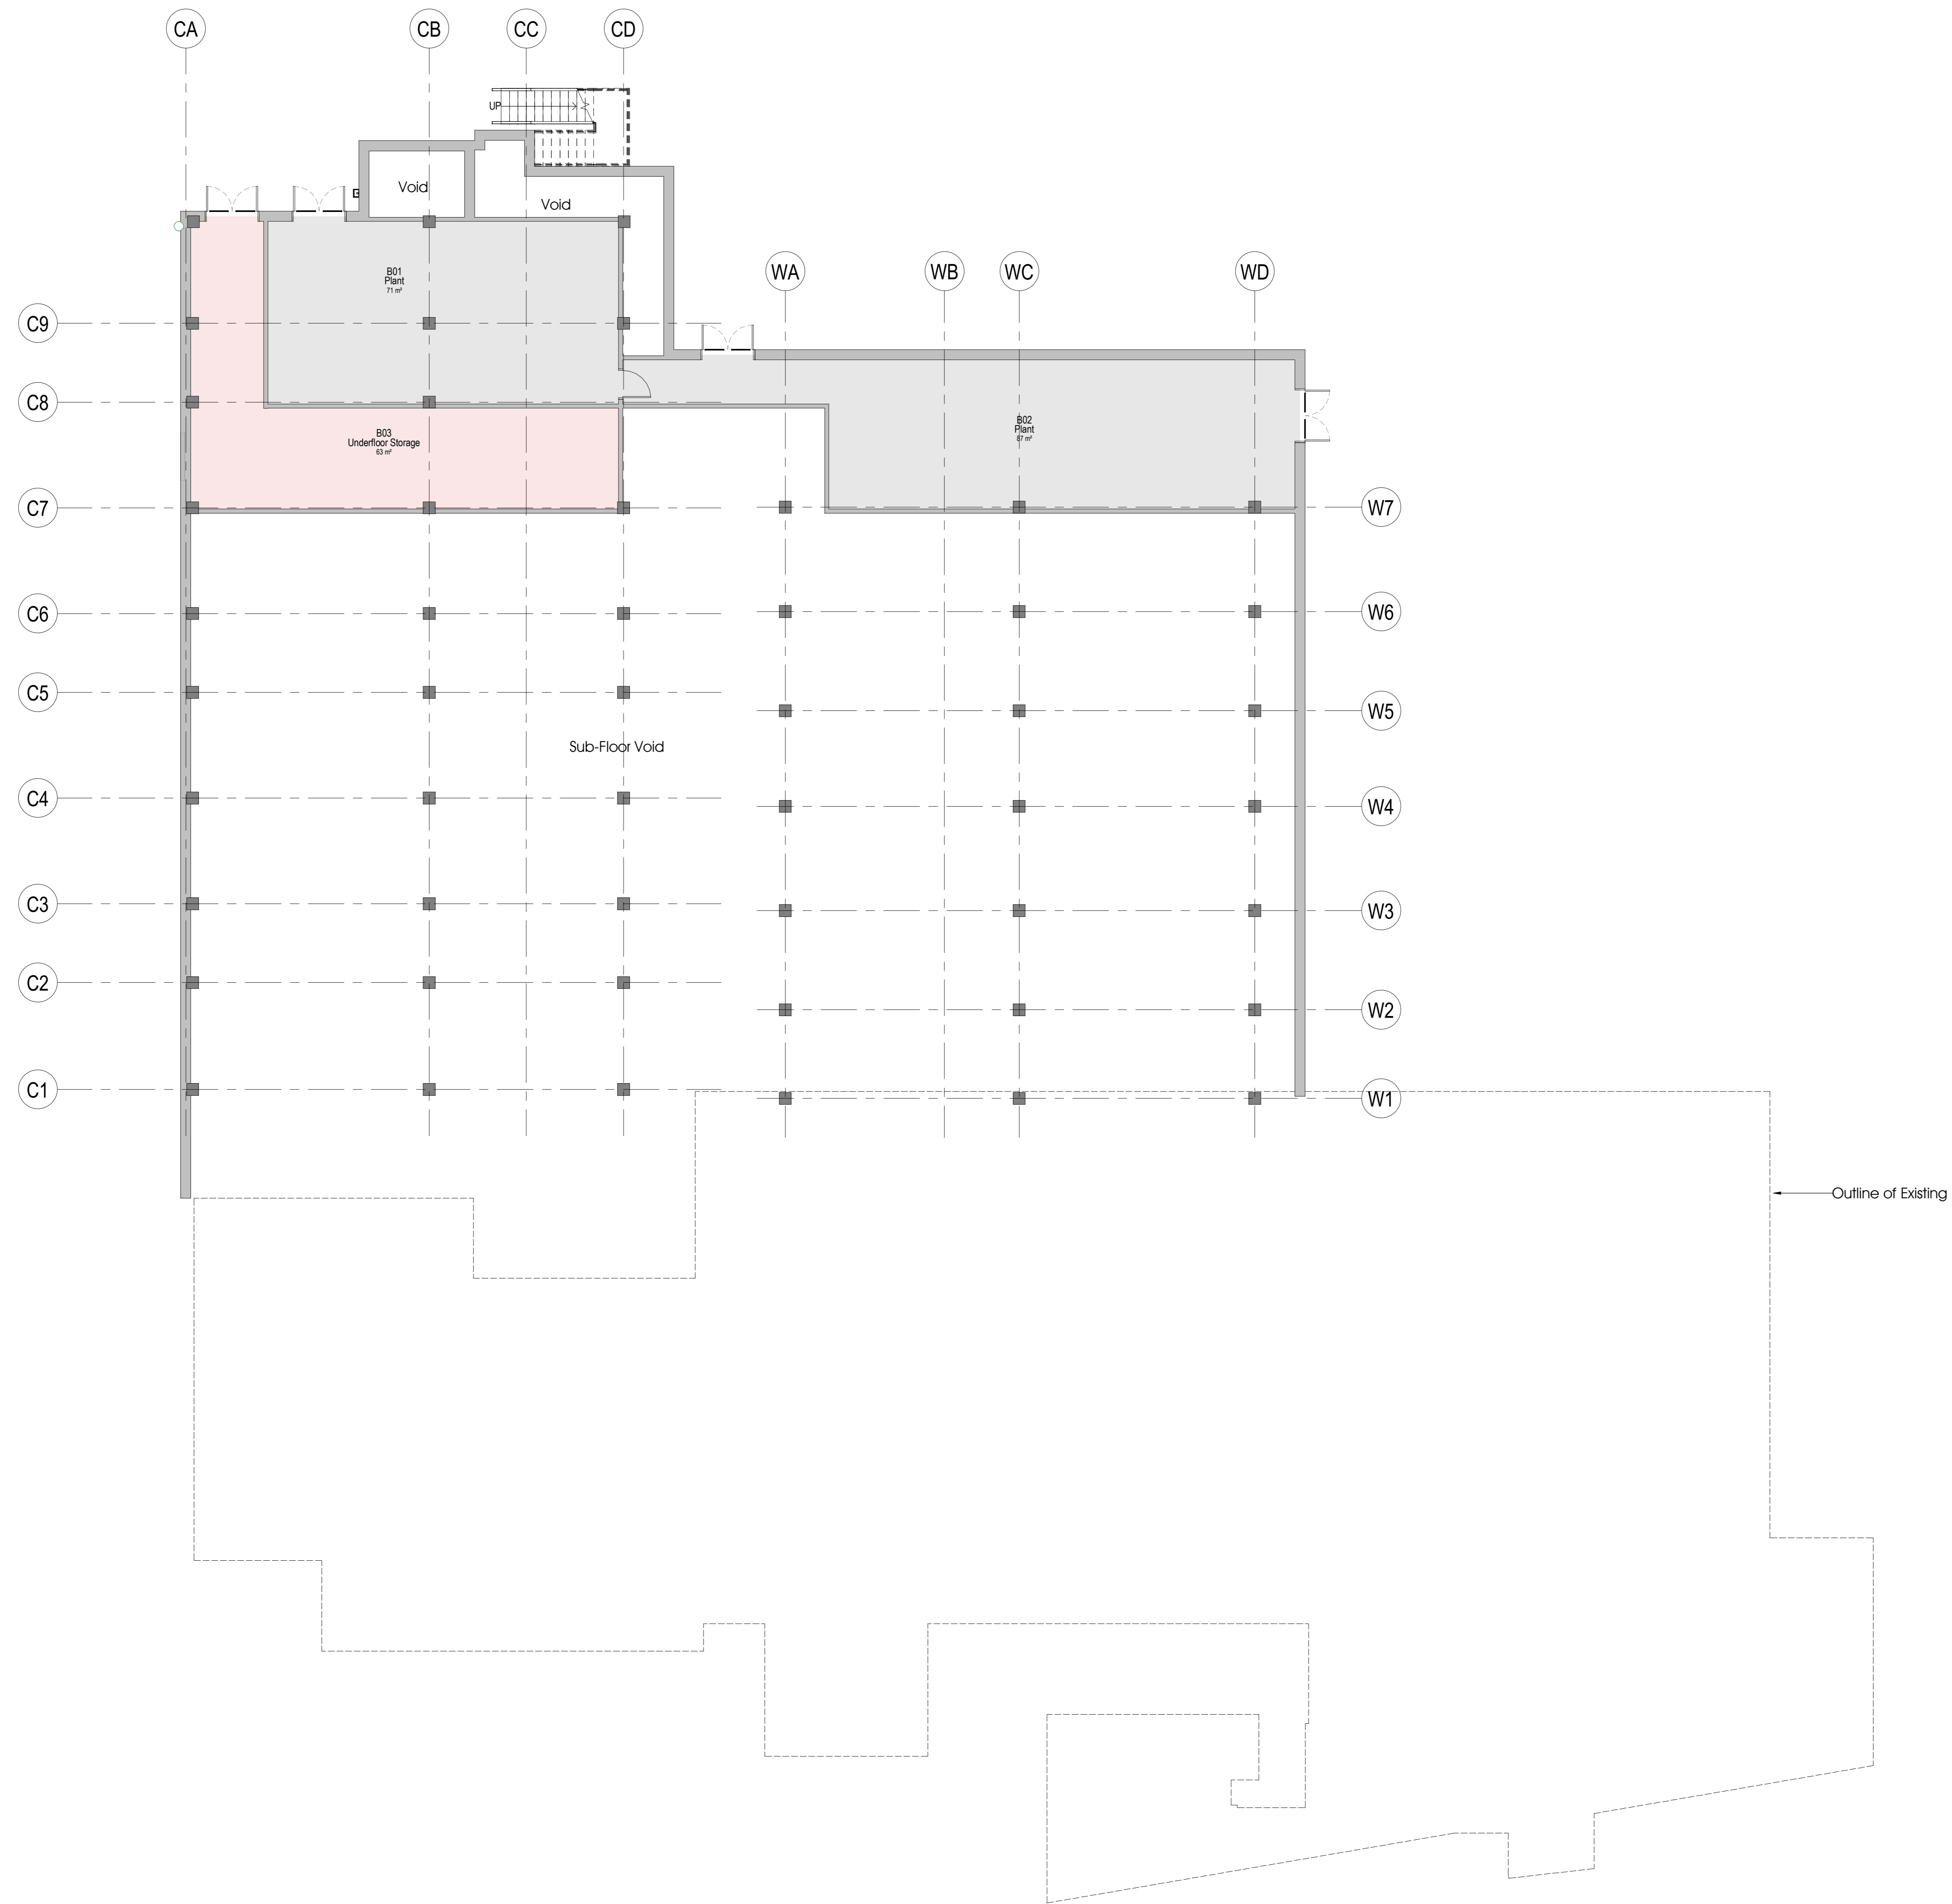 CA
CB
CC
CD
UP
Void
Void
B01
Plant
71 m²
WA
WB
WC
WD
C9
C8
B02
Plant
87 m²
B03
Underfloor Storage
63 m²
C7
W7
C6
W6
C5
W5
Sub-Floor Void
C4
W4
C3
W3
C2
W2
C1
W1
Outline of Existing